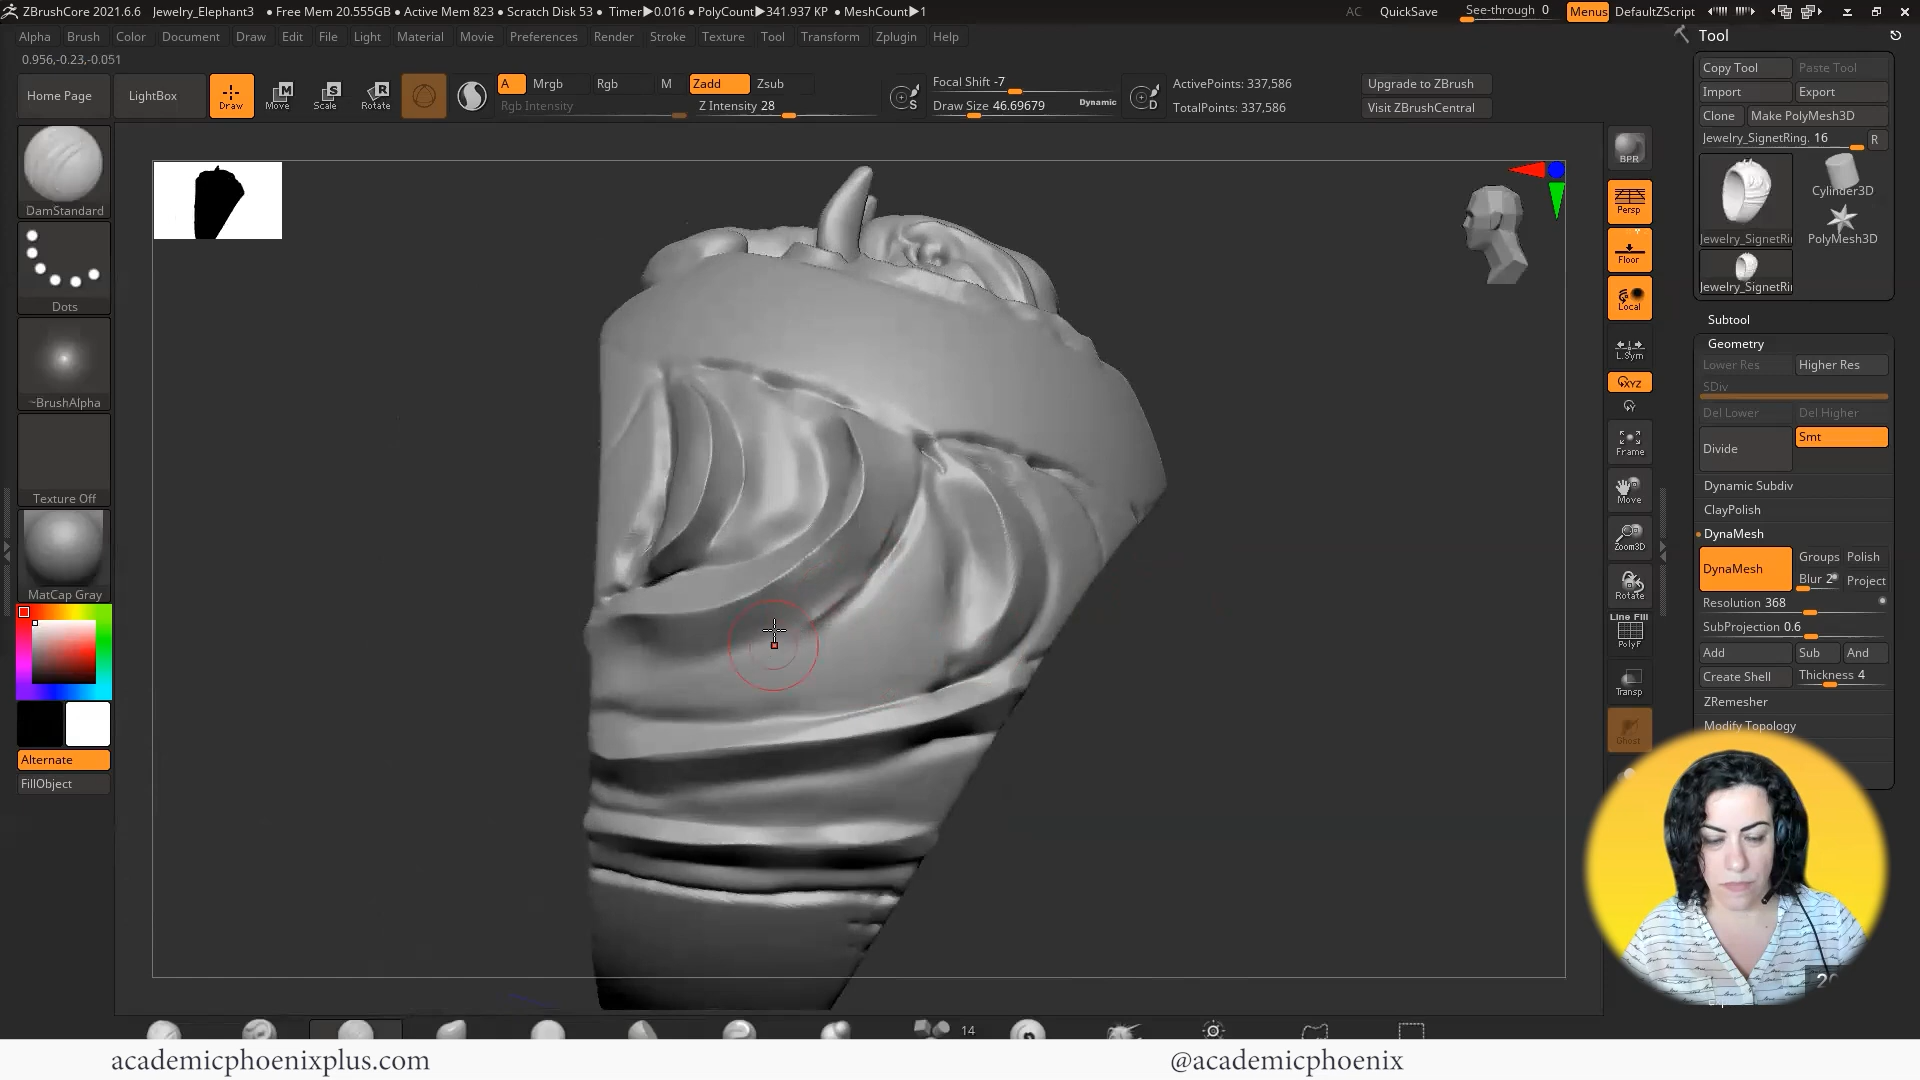 ZBrushCore 2021.6.6 Jewelry_Elephant3 • Free Mem 20.555GB • Active Mem 823 • Scratch Disk 53 • Timer▶0.016 • PolyCount▶341.937 KP • MeshCount▶1 AC QuickSave See-through 0 Menus DefaultZScript
Alpha Brush Color Document Draw Edit File Light Material Movie Preferences Render Stroke Texture Tool Transform Zplugin Help
0.956,-0.23,-0.051
Home Page LightBox Draw Move Scale Rotate
A Mrgb Rgb M Zadd Zsub
Rgb Intensity Z Intensity 28
S Focal Shift -7
Draw Size 46.69679 Dynamic
D ActivePoints: 337,586
TotalPoints: 337,586
Upgrade to ZBrush
Visit ZBrushCentral
DamStandard
Dots
~BrushAlpha
Texture Off
MatCap Gray
Alternate
FillObject
BPR
Persp
Floor
Local
L.Sym
XYZ
Y
Frame
Move
Zoom3D
Rotate
Line Fill
PolyF
Transp
Ghost
Tool
Copy Tool Paste Tool
Import Export
Clone Make PolyMesh3D
Jewelry_SignetRing. 16 R
Cylinder3D
Jewelry_SignetRi PolyMesh3D
Jewelry_SignetRi
Subtool
Geometry
Lower Res Higher Res
SDiv
Del Lower Del Higher
Divide Smt
Dynamic Subdiv
ClayPolish
DynaMesh
DynaMesh Groups Polish
Blur 2 Project
Resolution 368
SubProjection 0.6
Add Sub And
Create Shell Thickness 4
ZRemesher
Modify Topology
14
academicphoenixplus.com @academicphoenix